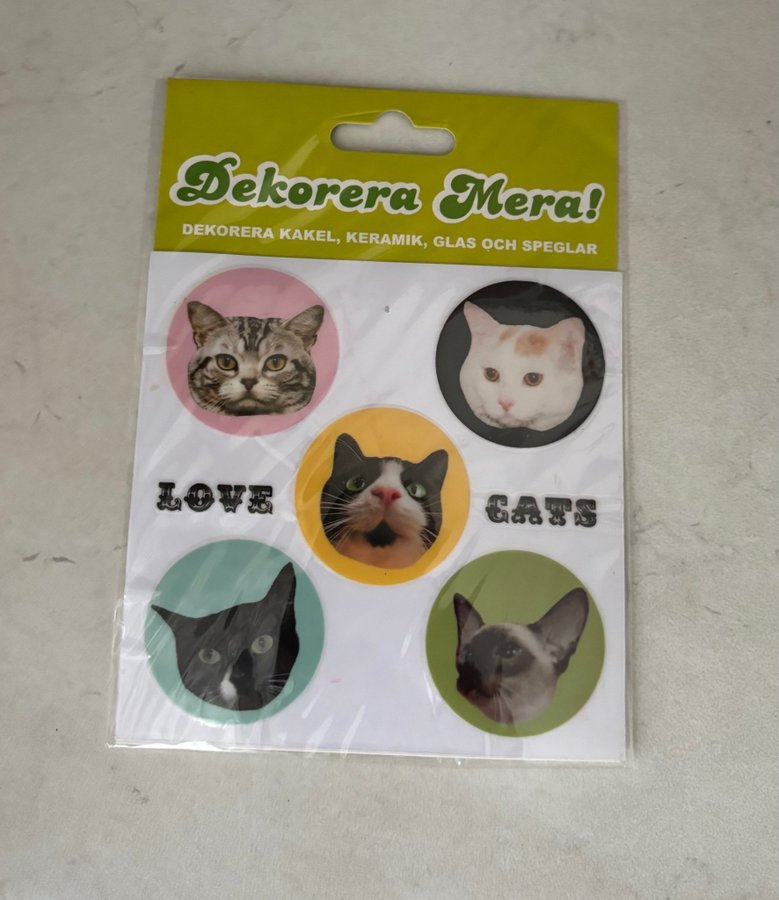 Dekorera Mera!
DEKORERA KAKEL, KERAMIK, GLAS OCH SPEGLAR
LOVE CATS